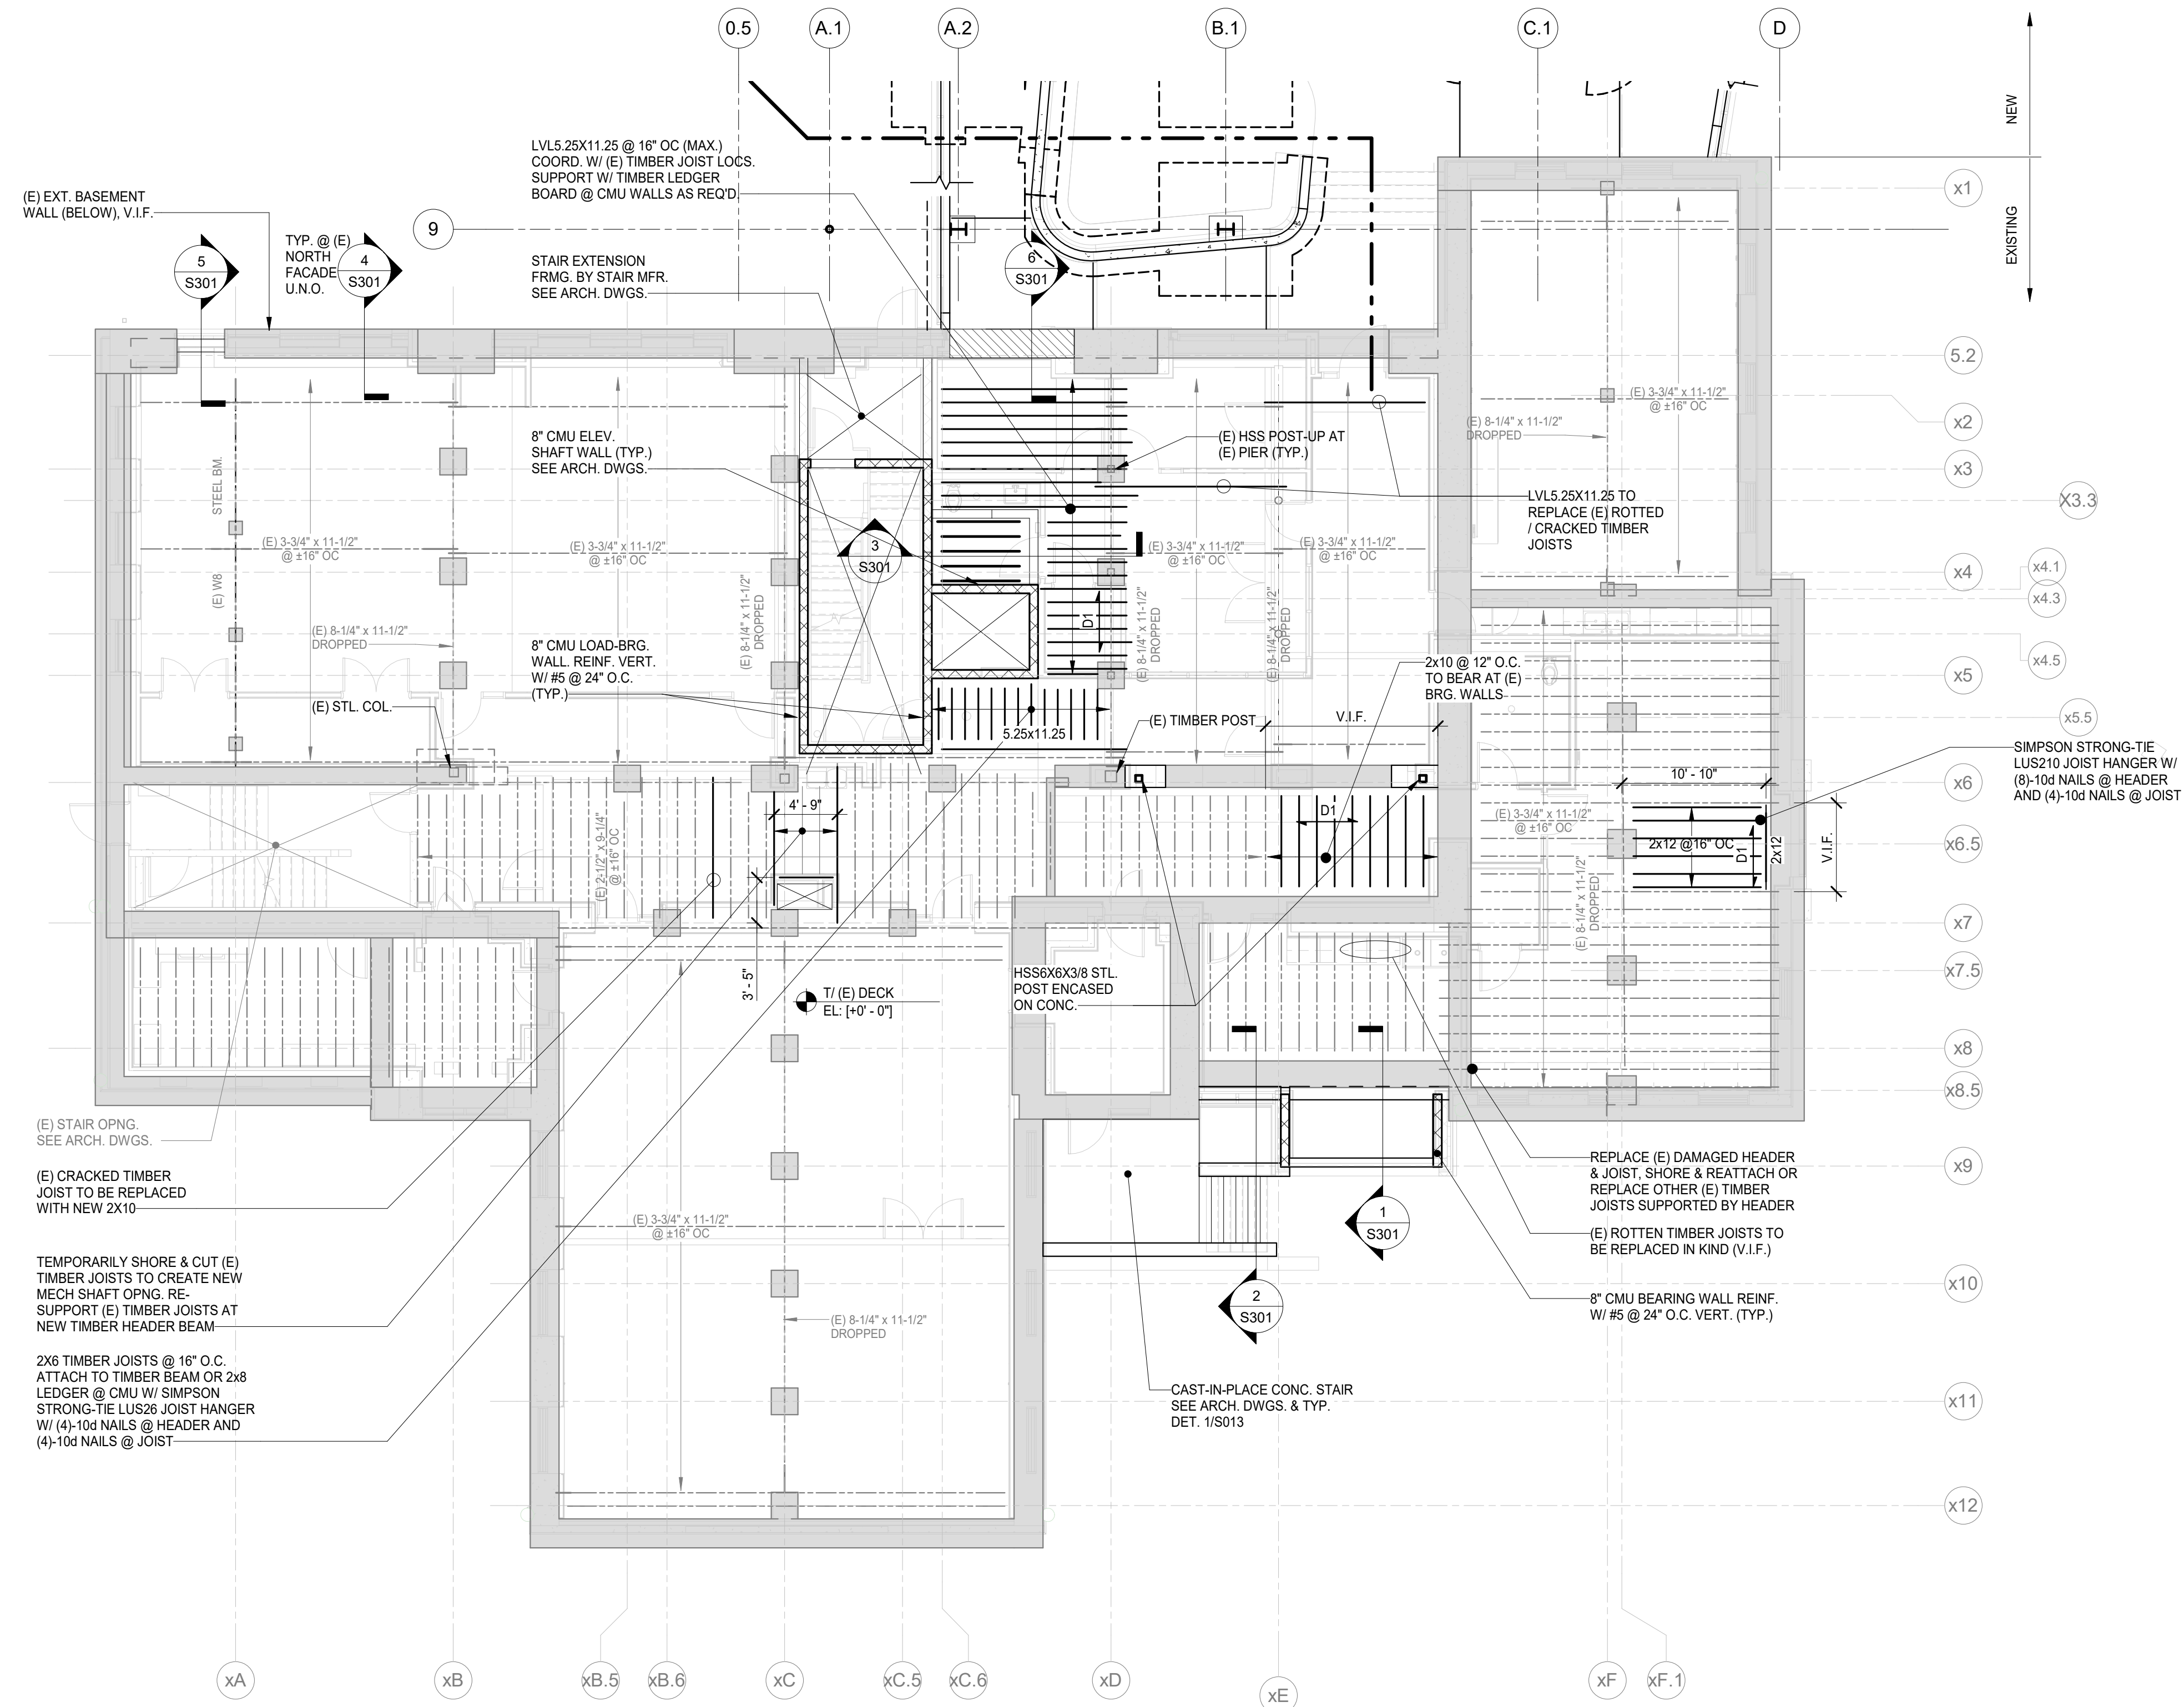 0.5
A.1
A.2
B.1
C.1
D
NEW
EXISTING
LVL5.25X11.25 @ 16" OC (MAX.)
COORD. W/ (E) TIMBER JOIST LOCS.
SUPPORT W/ TIMBER LEDGER
BOARD @ CMU WALLS AS REQ'D
(E) EXT. BASEMENT
WALL (BELOW), V.I.F.
9
5
S301
TYP. @ (E)
NORTH
FACADE
U.N.O.
4
S301
STAIR EXTENSION
FRMG. BY STAIR MFR.
SEE ARCH. DWGS.
6
S301
x1
5.2
x2
x3
X3.3
x4
x4.1
x4.3
x4.5
x5
x5.5
x6
x6.5
x7
x7.5
x8
x8.5
x9
x10
x11
x12
(E) 3-3/4" x 11-1/2"
@ ±16" OC
(E) 8-1/4" x 11-1/2"
DROPPED
8" CMU ELEV.
SHAFT WALL (TYP.)
SEE ARCH. DWGS.
(E) HSS POST-UP AT
(E) PIER (TYP.)
STEEL BM.
(E) W8
LVL5.25X11.25 TO
REPLACE (E) ROTTED
/ CRACKED TIMBER
JOISTS
(E) 3-3/4" x 11-1/2"
@ ±16" OC
(E) 3-3/4" x 11-1/2"
@ ±16" OC
3
S301
(E) 3-3/4" x 11-1/2"
@ ±16" OC
(E) 3-3/4" x 11-1/2"
@ ±16" OC
(E) 8-1/4" x 11-1/2"
DROPPED
(E) 8-1/4" x 11-1/2"
DROPPED
(E) 8-1/4" x 11-1/2"
DROPPED
D1
(E) 8-1/4" x 11-1/2"
DROPPED
8" CMU LOAD-BRG.
WALL. REINF. VERT.
W/ #5 @ 24" O.C.
(TYP.)
2x10 @ 12" O.C.
TO BEAR AT (E)
BRG. WALLS
(E) STL. COL.
(E) TIMBER POST
V.I.F.
5.25x11.25
SIMPSON STRONG-TIE
LUS210 JOIST HANGER W/
(8)-10d NAILS @ HEADER
AND (4)-10d NAILS @ JOIST
10' - 10"
4' - 9"
D1
(E) 3-3/4" x 11-1/2"
@ ±16" OC
(E) 2-1/2" x 9-1/4"
@ ±16" OC
2x12 @16" OC
D1
2x12
V.I.F.
(E) 8-1/4" x 11-1/2"
DROPPED
3' - 5"
T/ (E) DECK
EL: [+0' - 0"]
HSS6X6X3/8 STL.
POST ENCASED
ON CONC.
(E) STAIR OPNG.
SEE ARCH. DWGS.
(E) CRACKED TIMBER
JOIST TO BE REPLACED
WITH NEW 2X10
REPLACE (E) DAMAGED HEADER
& JOIST, SHORE & REATTACH OR
REPLACE OTHER (E) TIMBER
JOISTS SUPPORTED BY HEADER
(E) 3-3/4" x 11-1/2"
@ ±16" OC
1
S301
(E) ROTTEN TIMBER JOISTS TO
BE REPLACED IN KIND (V.I.F.)
TEMPORARILY SHORE & CUT (E)
TIMBER JOISTS TO CREATE NEW
MECH SHAFT OPNG. RE-
SUPPORT (E) TIMBER JOISTS AT
NEW TIMBER HEADER BEAM
2
S301
8" CMU BEARING WALL REINF.
W/ #5 @ 24" O.C. VERT. (TYP.)
(E) 8-1/4" x 11-1/2"
DROPPED
2X6 TIMBER JOISTS @ 16" O.C.
ATTACH TO TIMBER BEAM OR 2x8
LEDGER @ CMU W/ SIMPSON
STRONG-TIE LUS26 JOIST HANGER
W/ (4)-10d NAILS @ HEADER AND
(4)-10d NAILS @ JOIST
CAST-IN-PLACE CONC. STAIR
SEE ARCH. DWGS. & TYP.
DET. 1/S013
xA
xB
xB.5
xB.6
xC
xC.5
xC.6
xD
xE
xF
xF.1